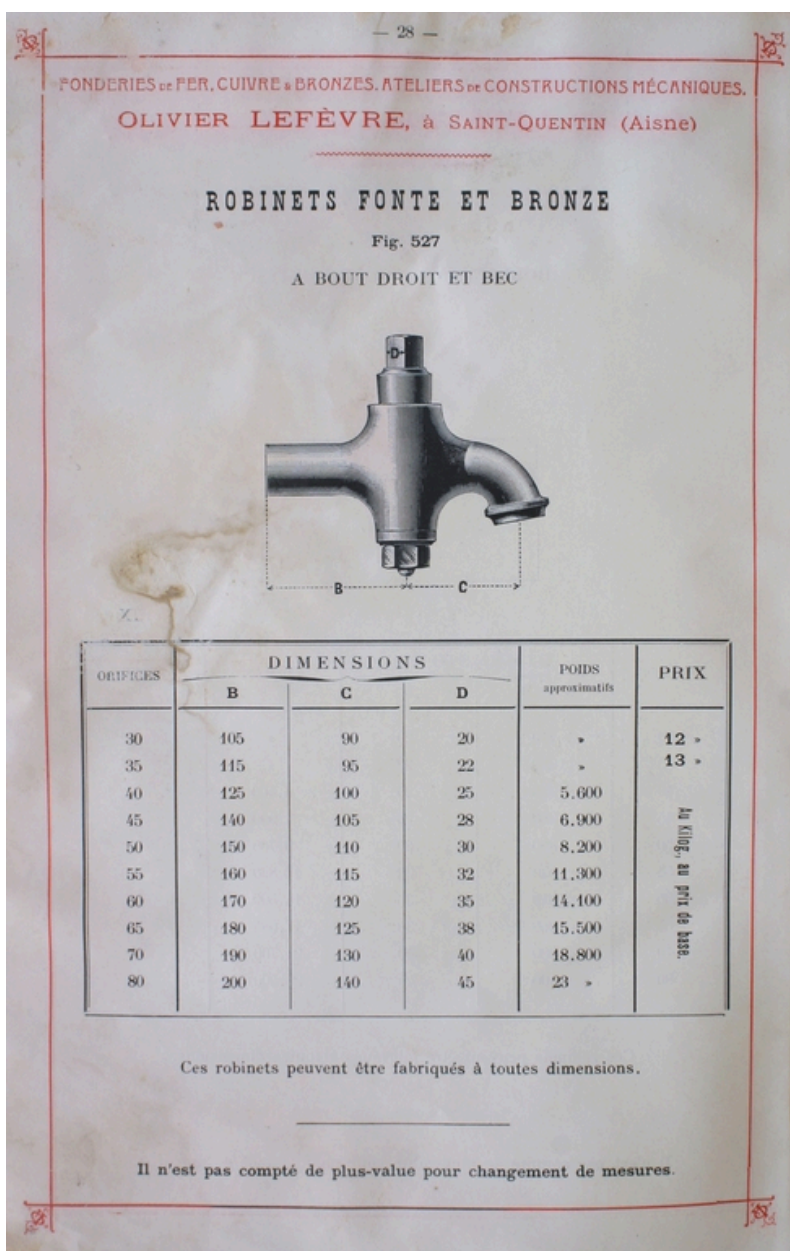 — 28 —
FONDERIES DE FER, CUIVRE & BRONZES. ATELIERS DE CONSTRUCTIONS MÉCANIQUES.
OLIVIER LEFÈVRE, à SAINT-QUENTIN (Aisne)
ROBINETS FONTE ET BRONZE
Fig. 527
A BOUT DROIT ET BEC
-D-
B C
ORIFICES DIMENSIONS POIDS approximatifs PRIX
B C D
30 105 90 20 » 12 »
35 115 95 22 » 13 »
40 125 100 25 5.600
45 140 105 28 6.900
50 150 110 30 8.200
55 160 115 32 11.300
60 170 120 35 14.100
65 180 125 38 15.500
70 190 130 40 18.800
80 200 140 45 23 »
Au Kilog., au prix de base.
Ces robinets peuvent être fabriqués à toutes dimensions.
Il n'est pas compté de plus-value pour changement de mesures.